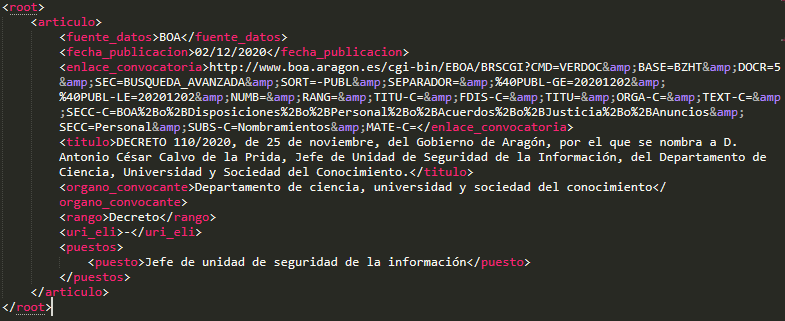 <root>
<articulo>
<fuente_datos>BOA</fuente_datos>
<fecha_publicacion>02/12/2020</fecha_publicacion>
<enlace_convocatoria>http://www.boa.aragon.es/cgi-bin/EBOA/BRSCGI?CMD=VERDOC&amp;BASE=BZHT&amp;DOCR=5
&amp;SEC=BUSQUEDA_AVANZADA&amp;SORT=-PUBL&amp;SEPARADOR=&amp;%40PUBL-GE=20201202&amp;
%40PUBL-LE=20201202&amp;NUMB=&amp;RANG=&amp;TITU-C=&amp;FDIS-C=&amp;TITU=&amp;ORGA-C=&amp;TEXT-C=&amp
;SECC-C=BOA%2Bo%2BDisposiciones%2Bo%2BPersonal%2Bo%2BAcuerdos%2Bo%2BJusticia%2Bo%2BAnuncios&amp;
SECC=Personal&amp;SUBS-C=Nombramientos&amp;MATE-C=</enlace_convocatoria>
<titulo>DECRETO 110/2020, de 25 de noviembre, del Gobierno de Aragón, por el que se nombra a D.
Antonio César Calvo de la Prida, Jefe de Unidad de Seguridad de la Información, del Departamento de
Ciencia, Universidad y Sociedad del Conocimiento.</titulo>
<organo_convocante>Departamento de ciencia, universidad y sociedad del conocimiento</
organo_convocante>
<rango>Decreto</rango>
<uri_eli>-</uri_eli>
<puestos>
<puesto>Jefe de unidad de seguridad de la información</puesto>
</puestos>
</articulo>
</root>